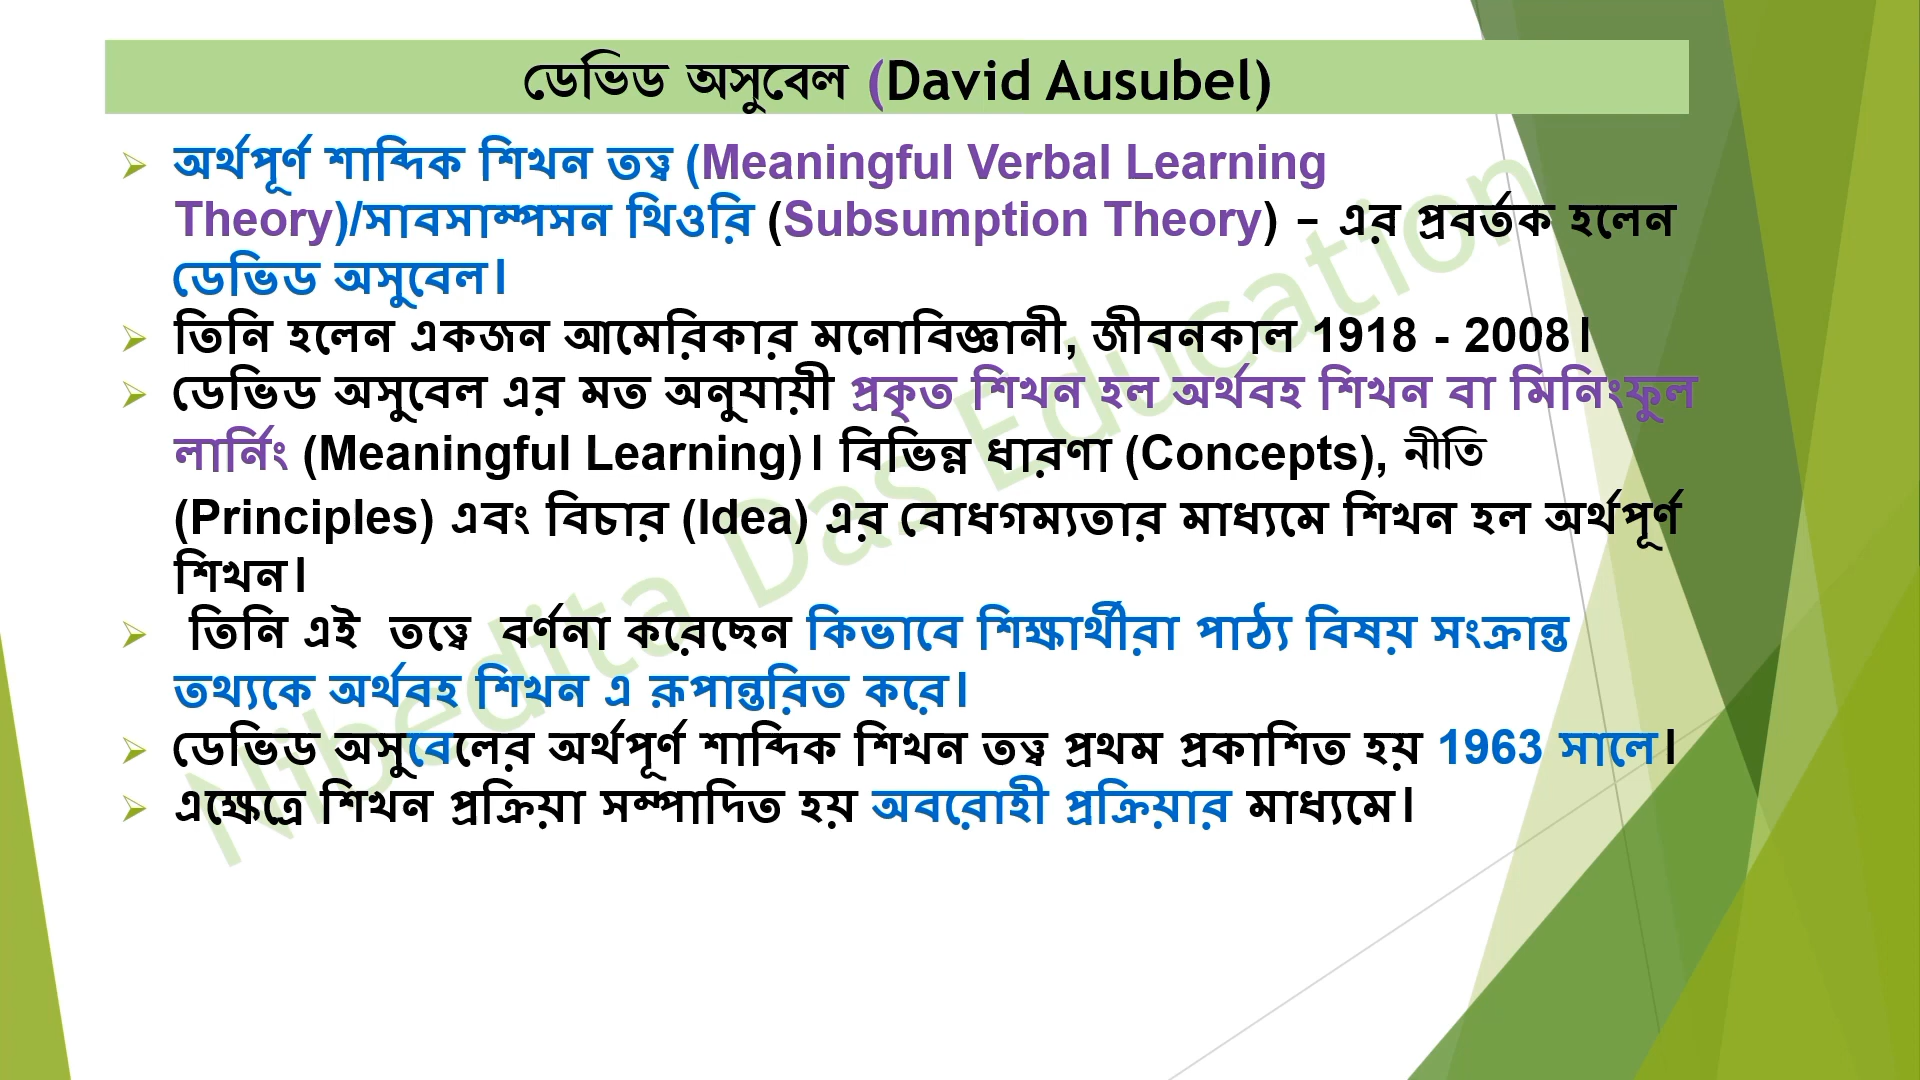 ডেভিড অসুবেল (David Ausubel)
অর্থপূর্ণ শাব্দিক শিখন তত্ত্ব (Meaningful Verbal Learning
Theory)/সাবসাম্পসন থিওরি (Subsumption Theory) – এর প্রবর্তক হলেন
ডেভিড অসুবেল।
তিনি হলেন একজন আমেরিকার মনোবিজ্ঞানী, জীবনকাল 1918 - 2008।
ডেভিড অসুবেল এর মত অনুযায়ী প্রকৃত শিখন হল অর্থবহ শিখন বা মিনিংফুল
লার্নিং (Meaningful Learning)। বিভিন্ন ধারণা (Concepts), নীতি
(Principles) এবং বিচার (Idea) এর বোধগম্যতার মাধ্যমে শিখন হল অর্থপূর্ণ
শিখন।
তিনি এই তত্ত্বে বর্ণনা করেছেন কিভাবে শিক্ষার্থীরা পাঠ্য বিষয় সংক্রান্ত
তথ্যকে অর্থবহ শিখন এ রূপান্তরিত করে।
ডেভিড অসুবেলের অর্থপূর্ণ শাব্দিক শিখন তত্ত্ব প্রথম প্রকাশিত হয় 1963 সালে।
এক্ষেত্রে শিখন প্রক্রিয়া সম্পাদিত হয় অবরোহী প্রক্রিয়ার মাধ্যমে।
Nibedita Das Education